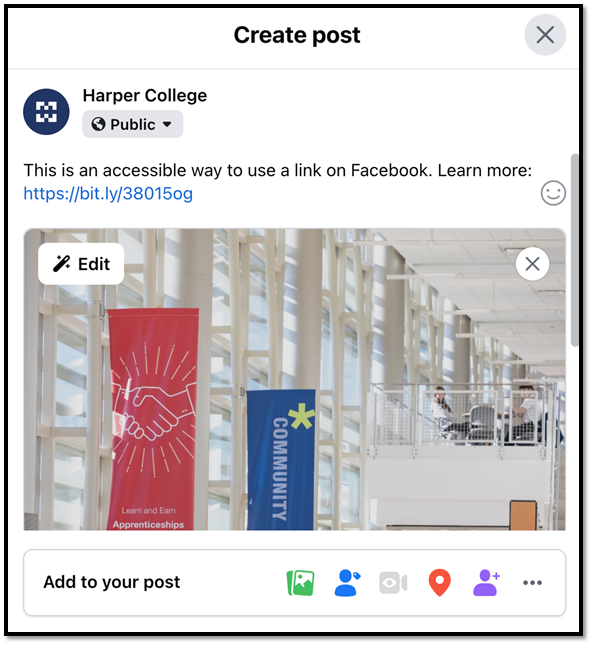 Create post
Harper College
Public
This is an accessible way to use a link on Facebook. Learn more:
https://bit.ly/38015og
Edit
COMMUNITY
Learn and Earn
Apprenticeships
Add to your post